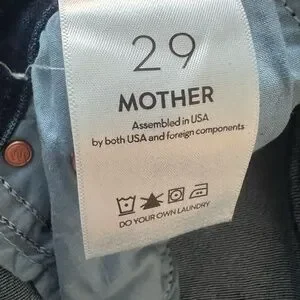 29
MOTHER
Assembled in USA
by both USA and foreign components
DO YOUR OWN LAUNDRY